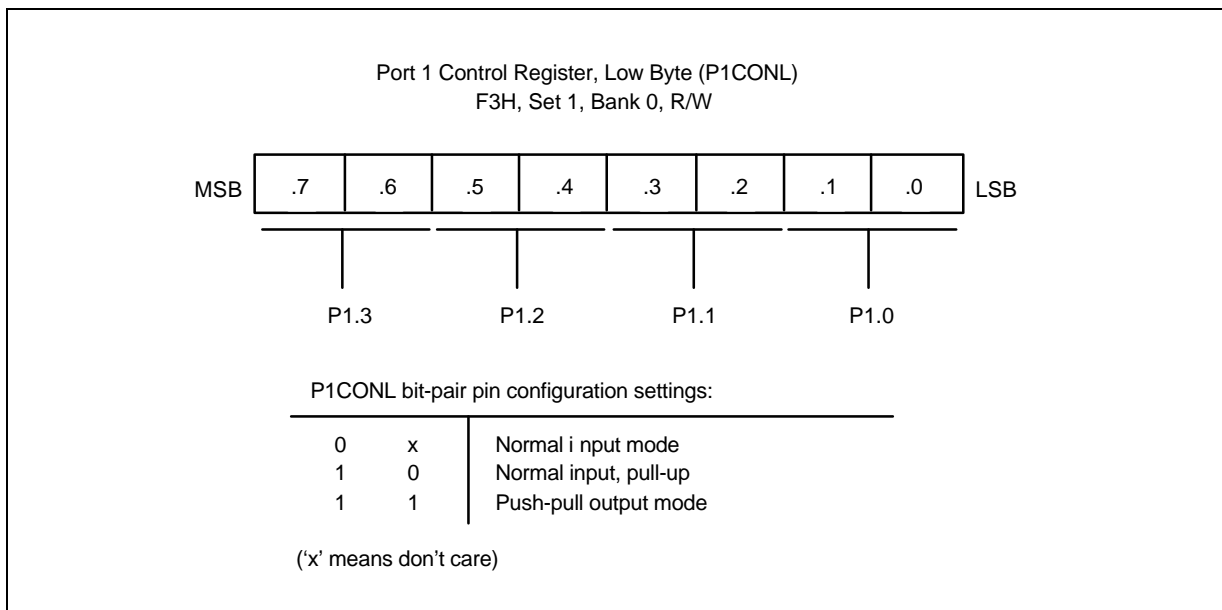 Port 1 Control Register, Low Byte (P1CONL)
F3H, Set 1, Bank 0, R/W
MSB .7 .6 .5 .4 .3 .2 .1 .0 LSB
P1.3 P1.2 P1.1 P1.0
P1CONL bit-pair pin configuration settings:
0 x Normal i nput mode
1 0 Normal input, pull-up
1 1 Push-pull output mode
(‘x’ means don’t care)